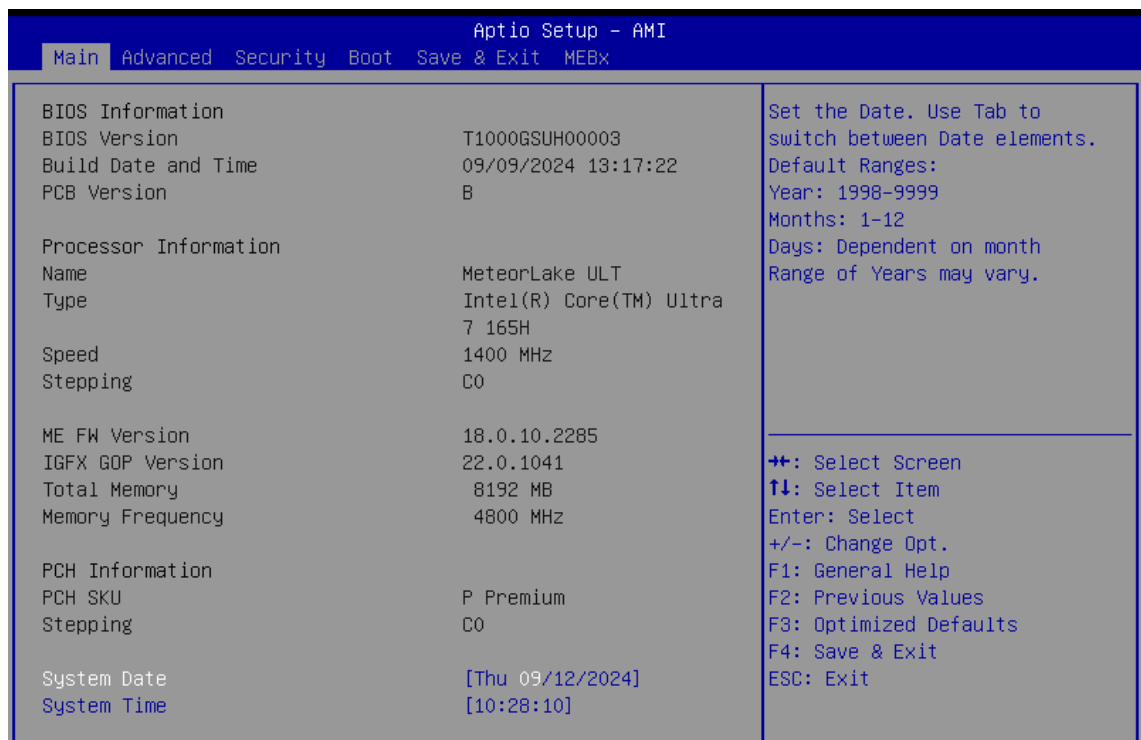 Aptio Setup – AMI
Main Advanced Security Boot Save & Exit MEBx
BIOS Information
BIOS Version T1000GSUH00003
Build Date and Time 09/09/2024 13:17:22
PCB Version B
Processor Information
Name MeteorLake ULT
Type Intel(R) Core(TM) Ultra
7 165H
Speed 1400 MHz
Stepping C0
ME FW Version 18.0.10.2285
IGFX GOP Version 22.0.1041
Total Memory 8192 MB
Memory Frequency 4800 MHz
PCH Information
PCH SKU P Premium
Stepping C0
System Date [Thu 09/12/2024]
System Time [10:28:10]
Set the Date. Use Tab to
switch between Date elements.
Default Ranges:
Year: 1998-9999
Months: 1-12
Days: Dependent on month
Range of Years may vary.
→←: Select Screen
↑↓: Select Item
Enter: Select
+/-: Change Opt.
F1: General Help
F2: Previous Values
F3: Optimized Defaults
F4: Save & Exit
ESC: Exit